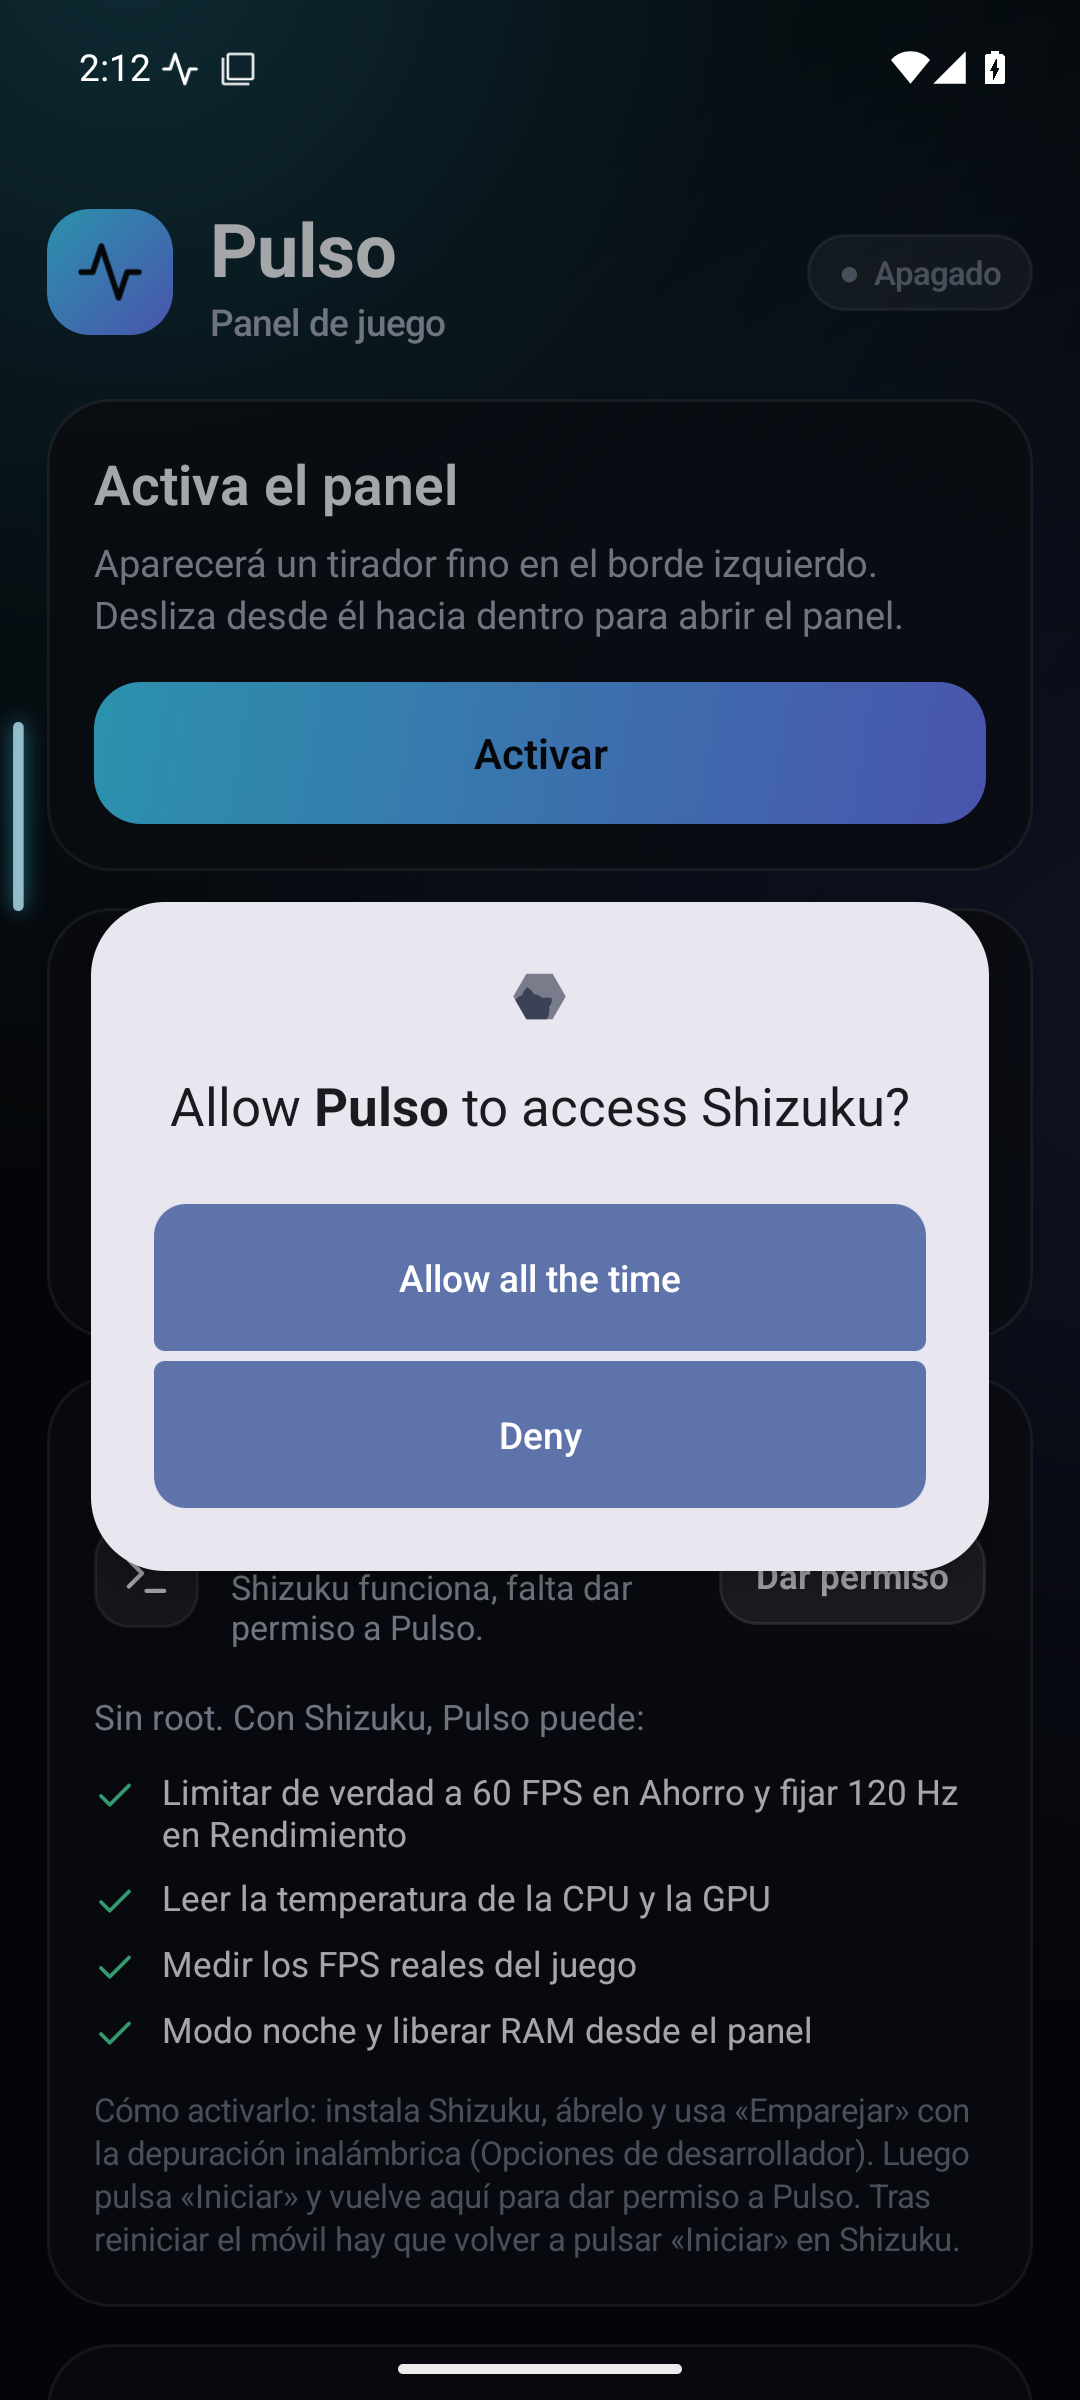 2:12
Pulso
Panel de juego
Apagado
Activa el panel
Aparecerá un tirador fino en el borde izquierdo.
Desliza desde él hacia dentro para abrir el panel.
Activar
Allow Pulso to access Shizuku?
Allow all the time
Deny
Shizuku funciona, falta dar
permiso a Pulso.
Dar permiso
Sin root. Con Shizuku, Pulso puede:
Limitar de verdad a 60 FPS en Ahorro y fijar 120 Hz
en Rendimiento
Leer la temperatura de la CPU y la GPU
Medir los FPS reales del juego
Modo noche y liberar RAM desde el panel
Cómo activarlo: instala Shizuku, ábrelo y usa «Emparejar» con
la depuración inalámbrica (Opciones de desarrollador). Luego
pulsa «Iniciar» y vuelve aquí para dar permiso a Pulso. Tras
reiniciar el móvil hay que volver a pulsar «Iniciar» en Shizuku.